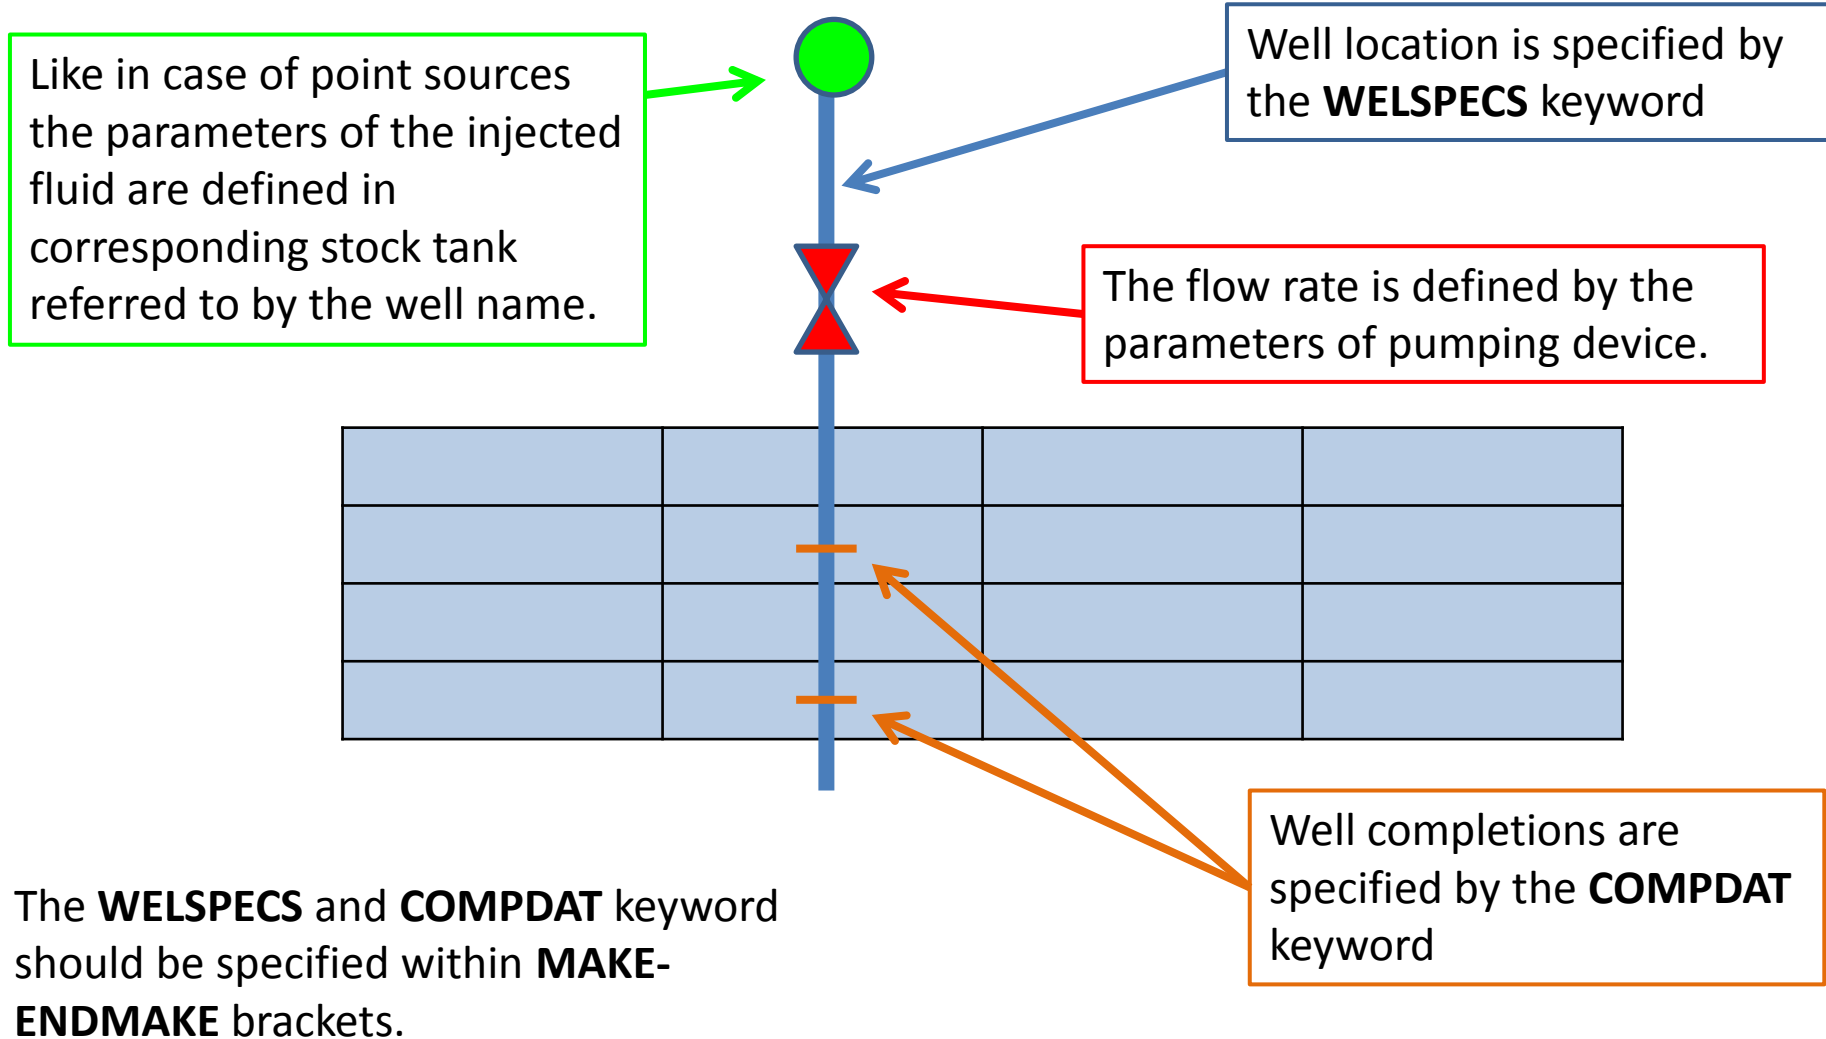 Like in case of point sources
the parameters of the injected
fluid are defined in
corresponding stock tank
referred to by the well name.
Well location is specified by
the WELSPECS keyword
The flow rate is defined by the
parameters of pumping device.
Well completions are
specified by the COMPDAT
keyword
The WELSPECS and COMPDAT keyword
should be specified within MAKE-
ENDMAKE brackets.